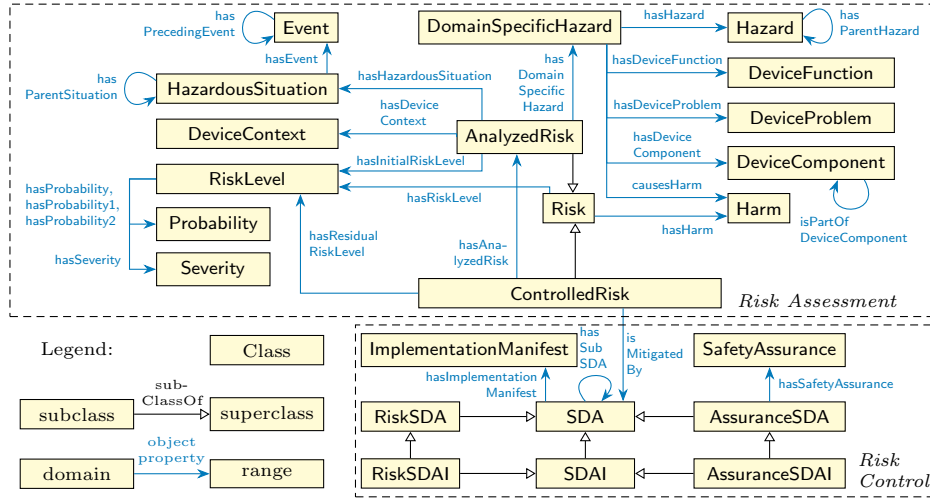 has
PrecedingEvent
Event
DomainSpecificHazard
hasHazard
Hazard
has
ParentHazard
hasEvent
has
ParentSituation
HazardousSituation
hasHazardousSituation
has
Domain
Specific
Hazard
hasDeviceFunction
DeviceFunction
hasDevice
Context
DeviceContext
AnalyzedRisk
hasDeviceProblem
DeviceProblem
hasDevice
Component
DeviceComponent
hasInitialRiskLevel
RiskLevel
hasRiskLevel
Risk
causesHarm
Harm
hasHarm
isPartOf
DeviceComponent
hasProbability,
hasProbability1,
hasProbability2
Probability
hasSeverity
Severity
hasResidual
RiskLevel
hasAna-
lyzedRisk
ControlledRisk
Risk Assessment
Legend:
Class
sub-
ClassOf
subclass
superclass
object
property
domain
range
ImplementationManifest
has
Sub
SDA
is
Mitigated
By
SafetyAssurance
hasImplementation
Manifest
hasSafetyAssurance
RiskSDA
SDA
AssuranceSDA
RiskSDAI
SDAI
AssuranceSDAI
Risk
Control